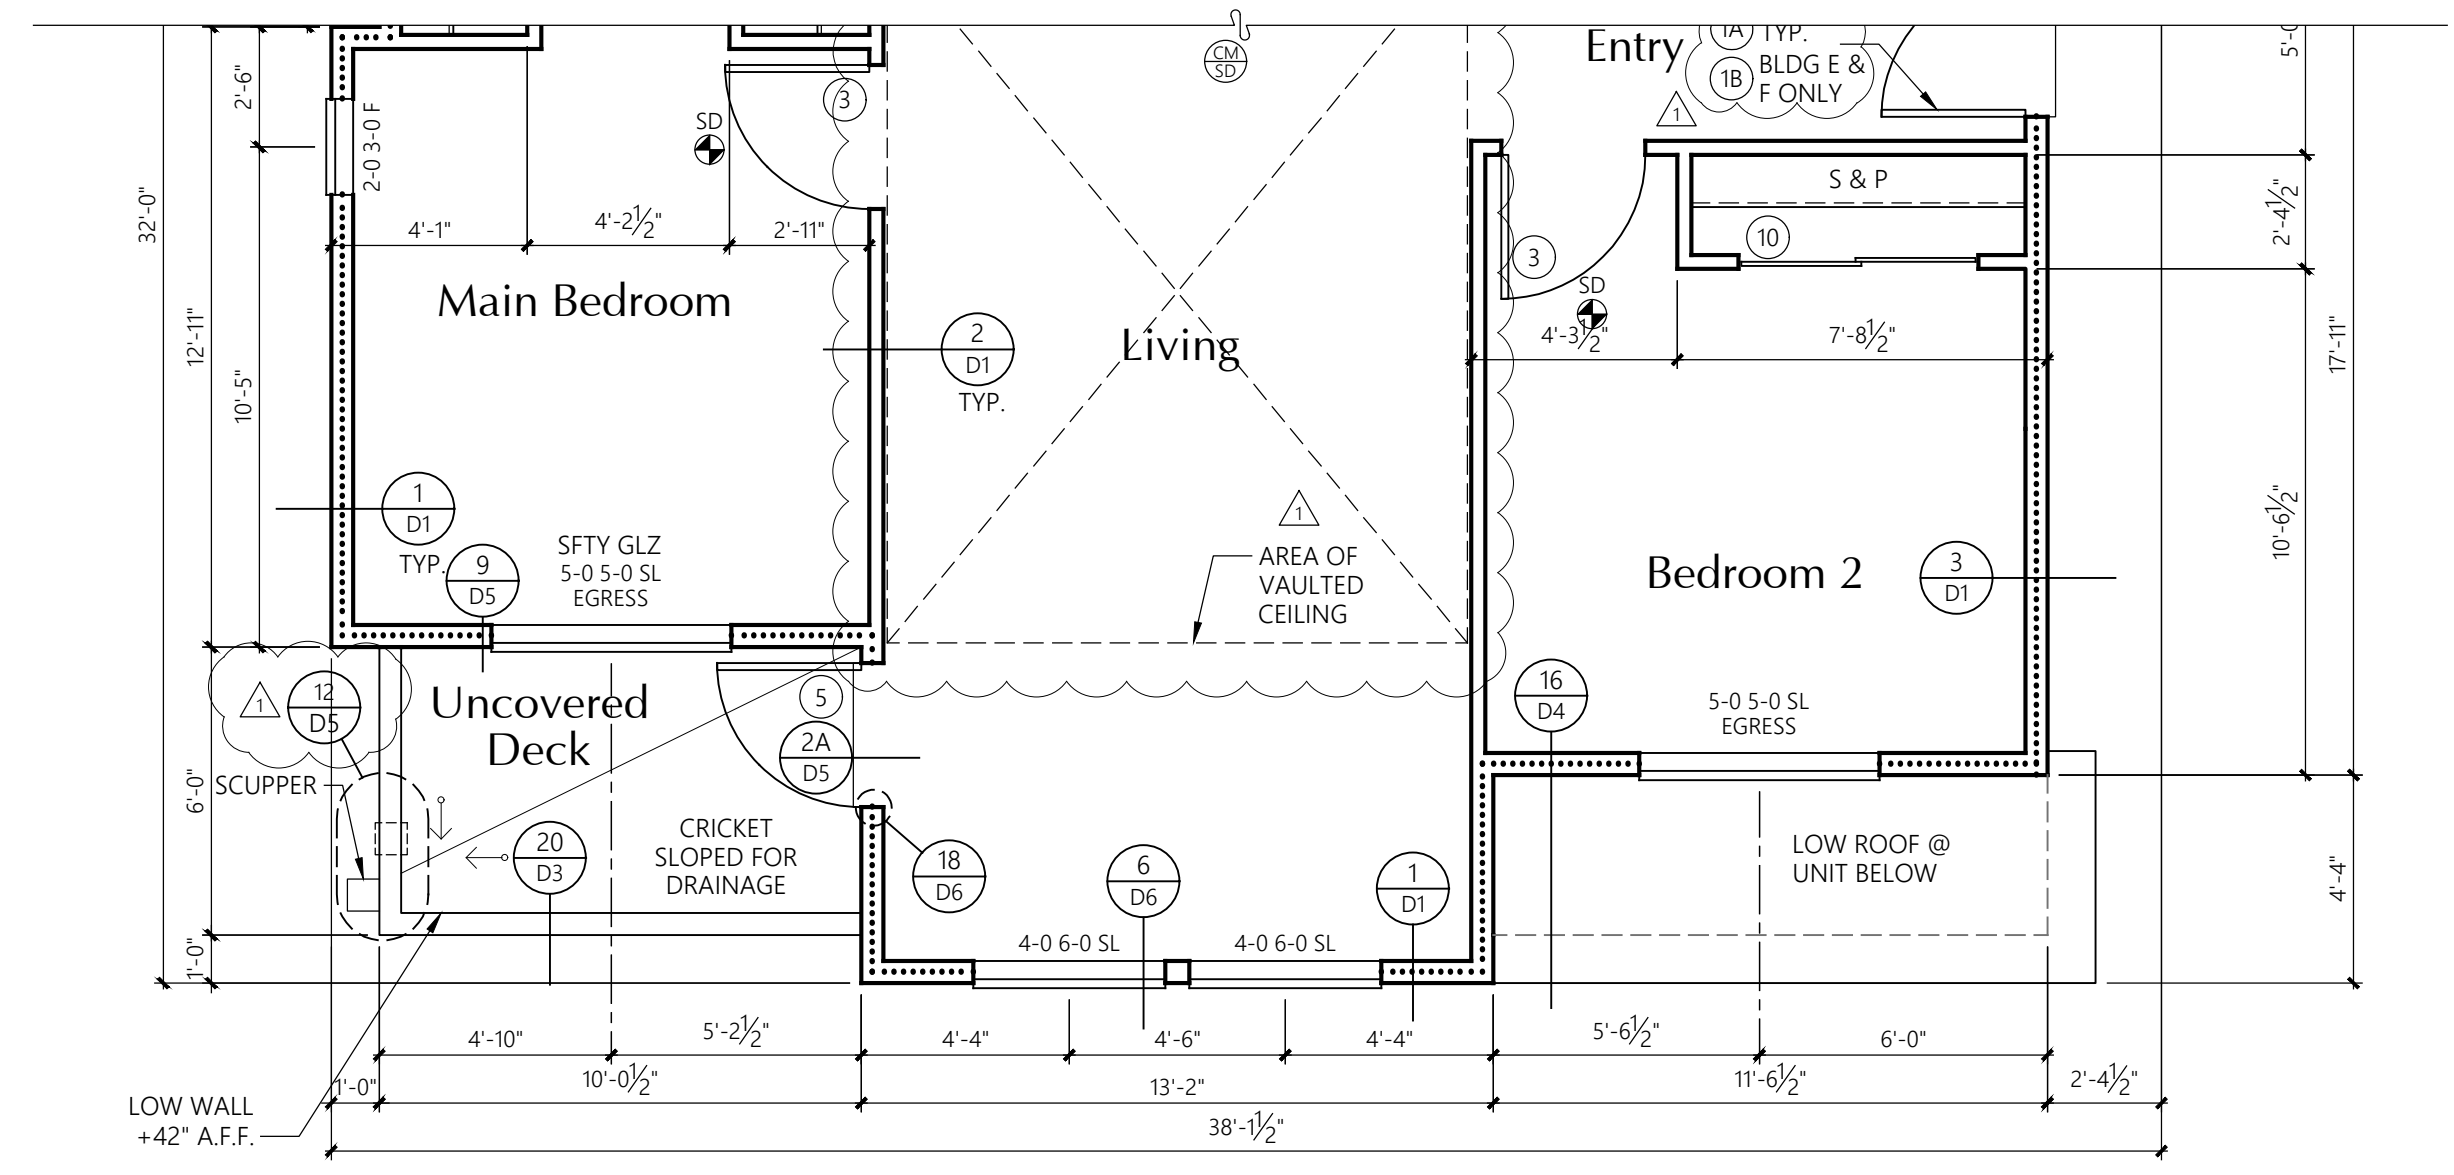 CM
SD
Entry
1A
TYP.
1B
BLDG E &
F ONLY
1
2'-6"
2-0 3-0 F
SD
3
5'-0
S & P
10
2'-4½"
32'-0"
4'-1"
4'-2½"
2'-11"
3
SD
4'-3½"
7'-8½"
Main Bedroom
Living
2
D1
TYP.
12'-11"
10'-5"
17'-11"
1
D1
TYP.
9
D5
SFTY GLZ
5-0 5-0 SL
EGRESS
1
AREA OF
VAULTED
CEILING
Bedroom 2
3
D1
10'-6½"
1
12
D5
Uncovered
Deck
5
2A
D5
16
D4
5-0 5-0 SL
EGRESS
SCUPPER
6'-0"
20
D3
CRICKET
SLOPED FOR
DRAINAGE
18
D6
6
D6
1
D1
LOW ROOF @
UNIT BELOW
4'-4"
1'-0"
4-0 6-0 SL
4-0 6-0 SL
4'-10"
5'-2½"
4'-4"
4'-6"
4'-4"
5'-6½"
6'-0"
1'-0"
10'-0½"
13'-2"
11'-6½"
2'-4½"
LOW WALL
+42" A.F.F.
38'-1½"